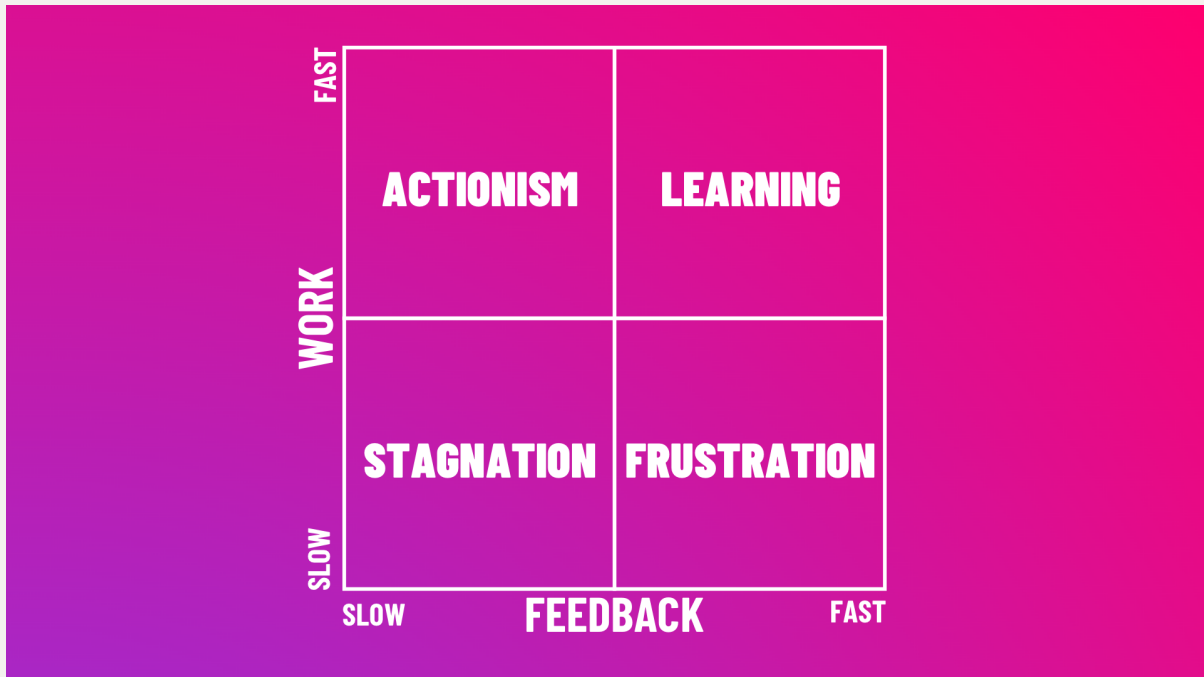 FAST
ACTIONISM
LEARNING
WORK
STAGNATION
FRUSTRATION
SLOW
SLOW
FEEDBACK
FAST